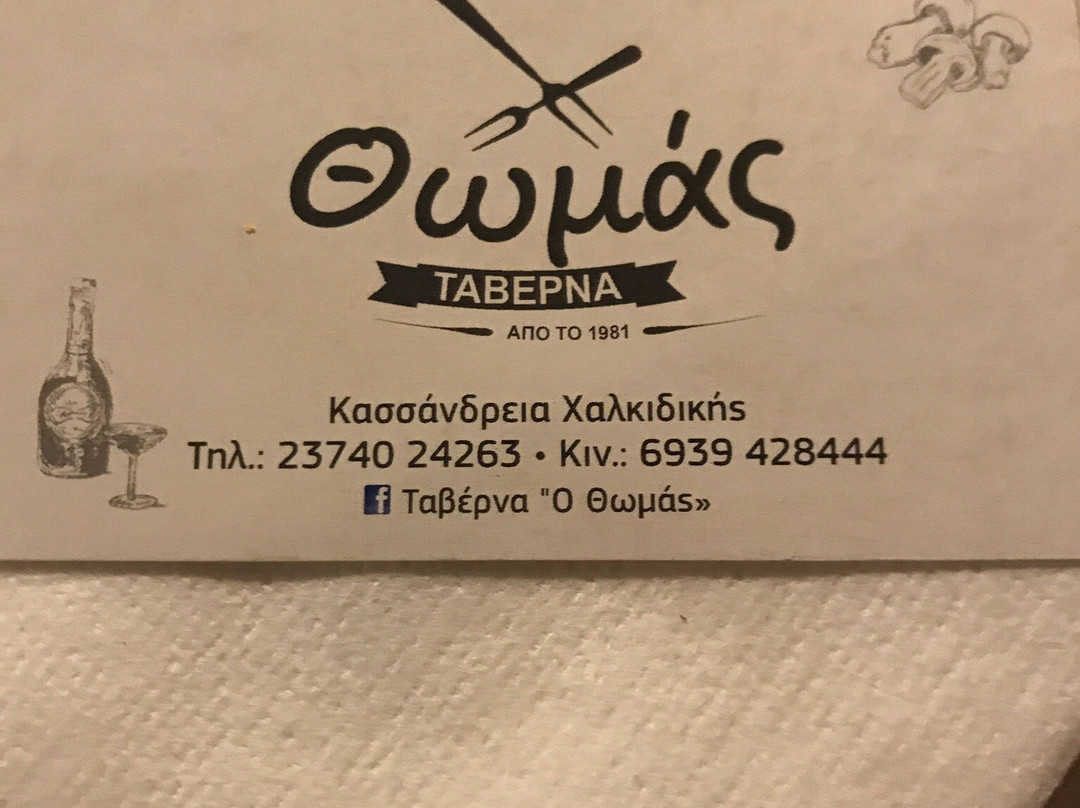 Θωμάς
ΤΑΒΕΡΝΑ
ΑΠΟ ΤΟ 1981
Κασσάνδρεια Χαλκιδικής
Τηλ.: 23740 24263 • Κιν.: 6939 428444
f Ταβέρνα "Ο Θωμάς»